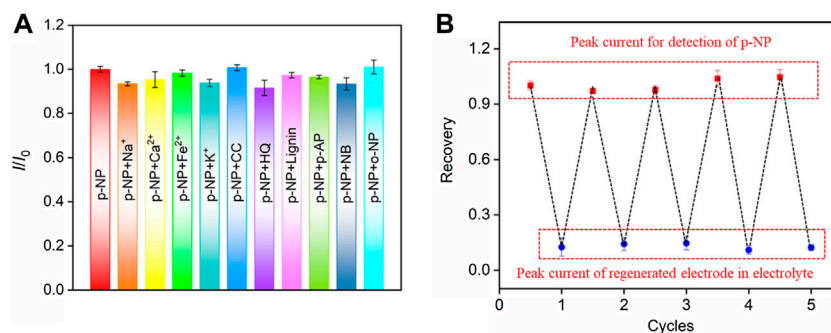 A
I/I0
1.2
1.0
0.8
0.6
0.4
0.2
0.0
p-NP
p-NP+Na+
p-NP+Ca2+
p-NP+Fe2+
p-NP+K+
p-NP+CC
p-NP+HQ
p-NP+Lignin
p-NP+p-AP
p-NP+NB
p-NP+o-NP
B
Recovery
1.2
0.9
0.6
0.3
0.0
Peak current for detection of p-NP
Peak current of regenerated electrode in electrolyte
0
1
2
3
4
5
Cycles